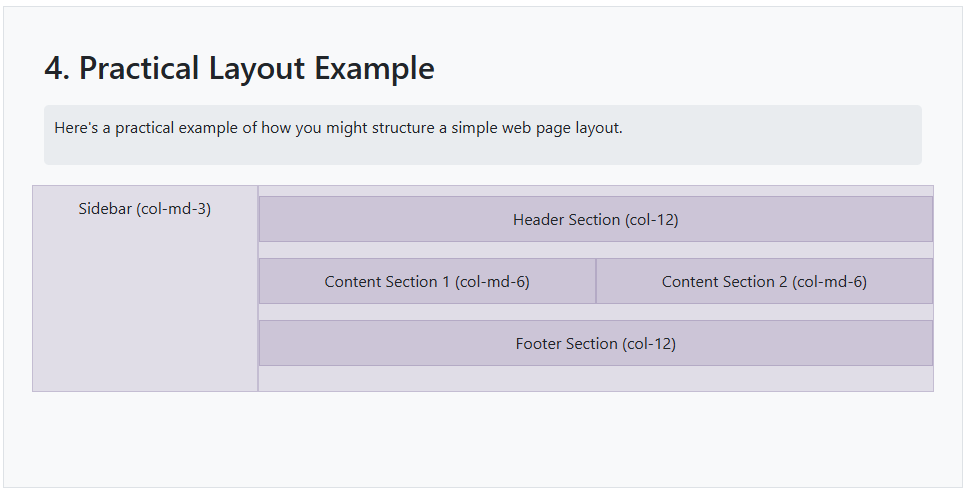 4. Practical Layout Example
Here's a practical example of how you might structure a simple web page layout.
Sidebar (col-md-3)
Header Section (col-12)
Content Section 1 (col-md-6)
Content Section 2 (col-md-6)
Footer Section (col-12)